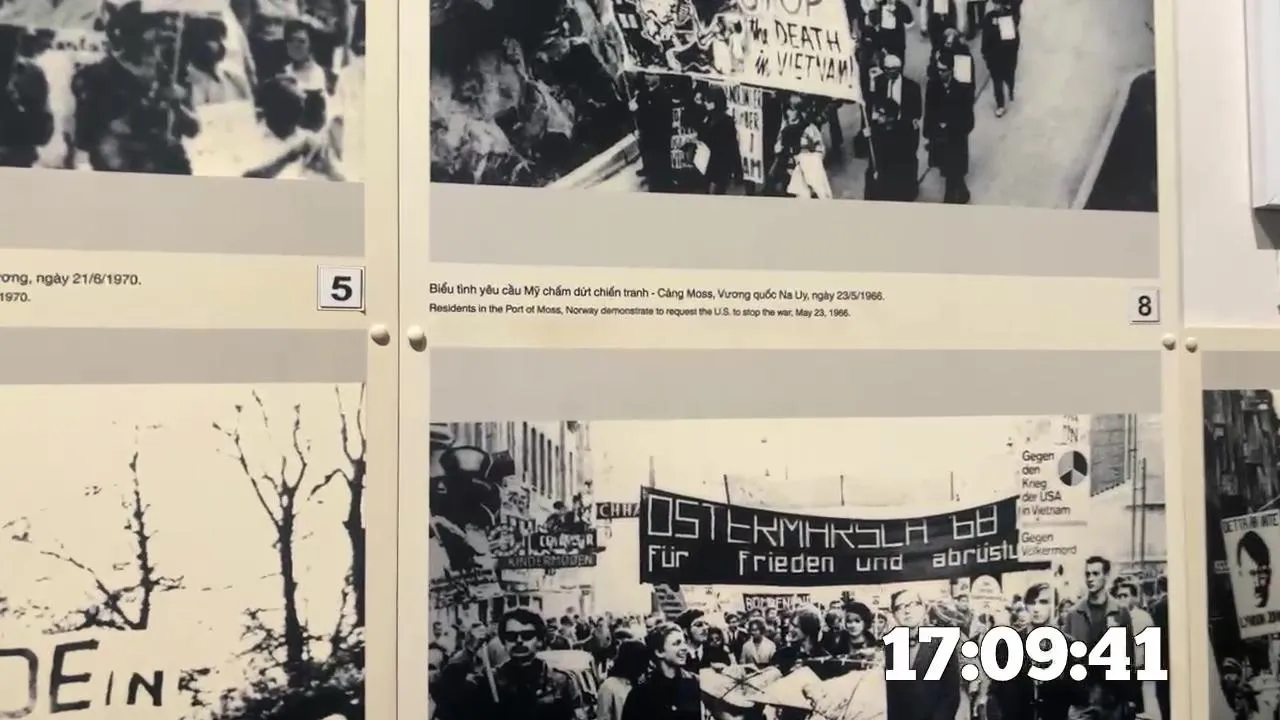 STOP
the DEATH
in VIETNAM!
ương, ngày 21/6/1970.
1970.
5
Biểu tình yêu cầu Mỹ chấm dứt chiến tranh - Cảng Moss, Vương quốc Na Uy, ngày 23/5/1966.
Residents in the Port of Moss, Norway demonstrate to request the U.S. to stop the war, May 23, 1966.
8
Gegen
den
Krieg
der USA
in Vietnam
Gegen
Völkermord
OSTERMARSCH 68
für frieden und abrüstu
KINDERMODEN
DEIN
17:09:41